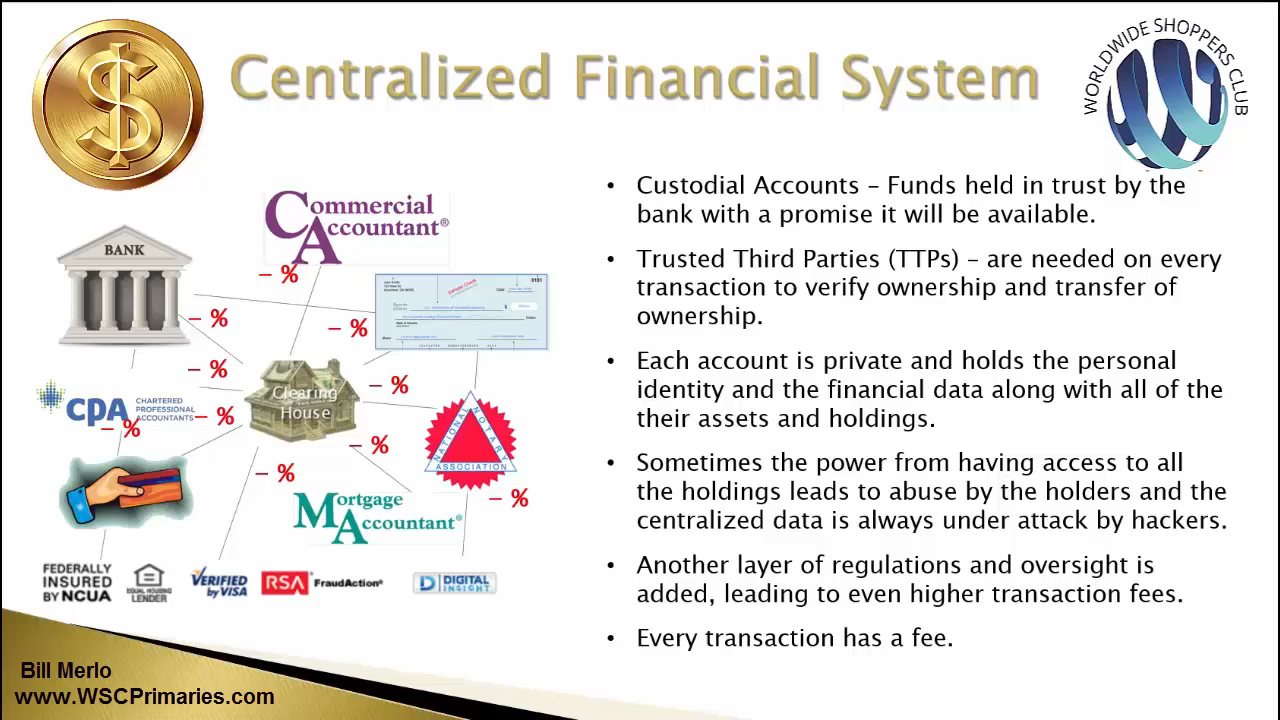 Centralized Financial System
WORLDWIDE SHOPPERS CLUB
Commercial
Accountant®
BANK
– %
– %
– %
– %
– %
– %
– %
– %
– %
– %
Sample Check
0101
Clearing
House
CPA
CHARTERED
PROFESSIONAL
ACCOUNTANTS
NATIONAL NOTARY
ASSOCIATION
Mortgage
Accountant®
FEDERALLY
INSURED
BY NCUA
EQUAL HOUSING
LENDER
VERIFIED
by VISA
RSA FraudAction®
D DIGITAL
INSIGHT
• Custodial Accounts – Funds held in trust by the
bank with a promise it will be available.
• Trusted Third Parties (TTPs) – are needed on every
transaction to verify ownership and transfer of
ownership.
• Each account is private and holds the personal
identity and the financial data along with all of the
their assets and holdings.
• Sometimes the power from having access to all
the holdings leads to abuse by the holders and the
centralized data is always under attack by hackers.
• Another layer of regulations and oversight is
added, leading to even higher transaction fees.
• Every transaction has a fee.
Bill Merlo
www.WSCPrimaries.com